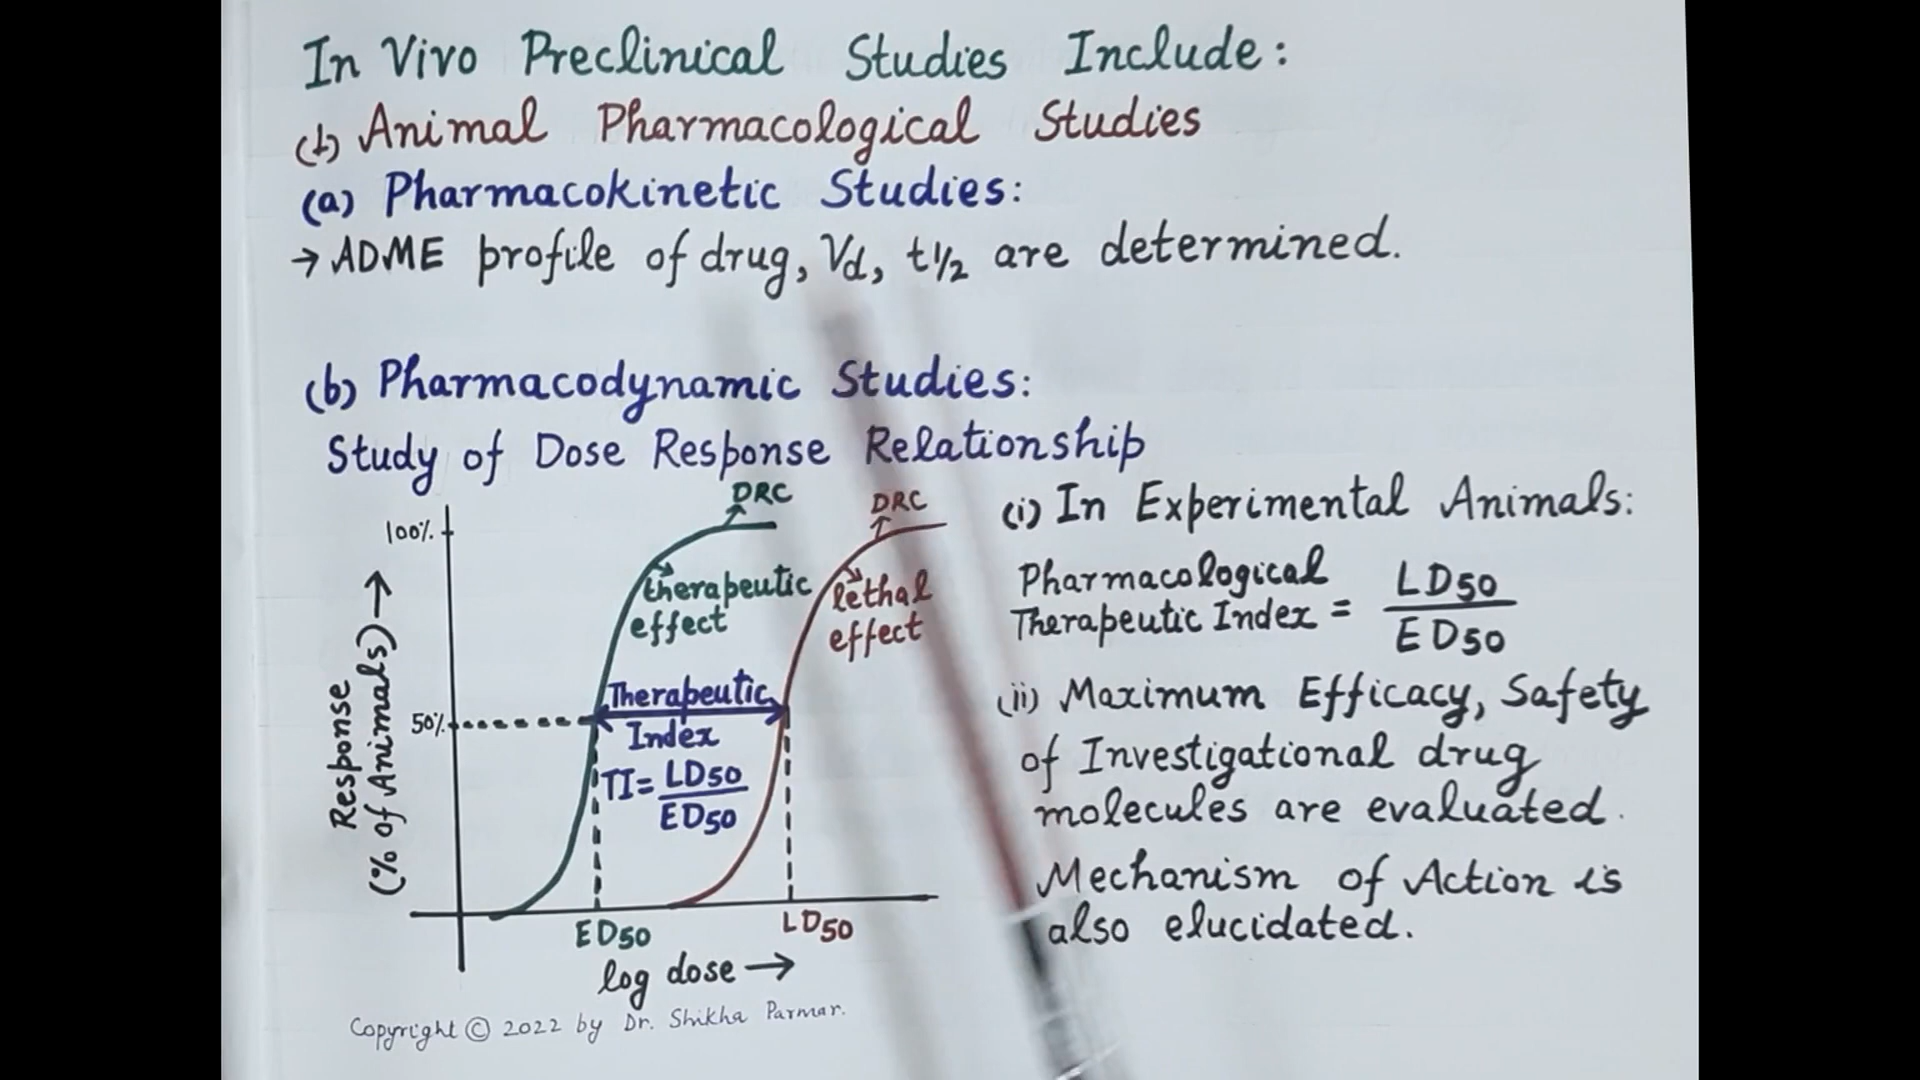 In Vivo Preclinical Studies Include:
(1) Animal Pharmacological Studies
(a) Pharmacokinetic Studies:
→ ADME profile of drug, Vd, t1/2 are determined.
(b) Pharmacodynamic Studies:
Study of Dose Response Relationship
DRC
DRC
100%
therapeutic
effect
lethal
effect
Response
(% of Animals) →
50%
Therapeutic
Index
TI = LD50
ED50
ED50
LD50
log dose →
(i) In Experimental Animals:
Pharmacological
Therapeutic Index = LD50
ED50
(ii) Maximum Efficacy, Safety
of Investigational drug
molecules are evaluated.
Mechanism of Action is
also elucidated.
Copyright © 2022 by Dr. Shikha Parmar.